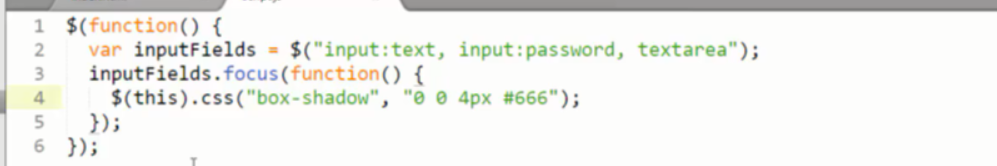 1 $(function() {
2 var inputFields = $("input:text, input:password, textarea");
3 inputFields.focus(function() {
4 $(this).css("box-shadow", "0 0 4px #666");
5 });
6 });